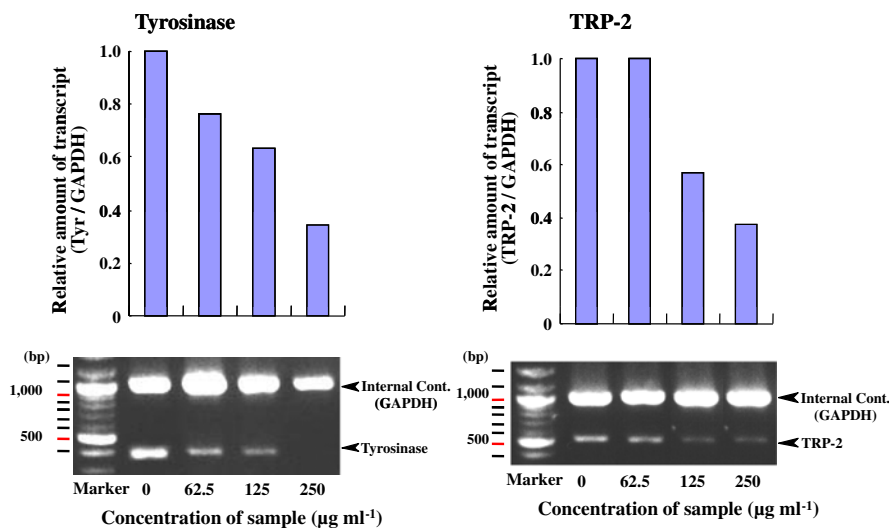 Tyrosinase
Relative amount of transcript
(Tyr / GAPDH)
1.0
0.8
0.6
0.4
0.2
0
(bp)
1,000
500
Internal Cont.
(GAPDH)
Tyrosinase
Marker 0 62.5 125 250
Concentration of sample (µg ml-1)
TRP-2
Relative amount of transcript
(TRP-2 / GAPDH)
1.0
0.8
0.6
0.4
0.2
0
(bp)
1,000
500
Internal Cont.
(GAPDH)
TRP-2
Marker 0 62.5 125 250
Concentration of sample (µg ml-1)